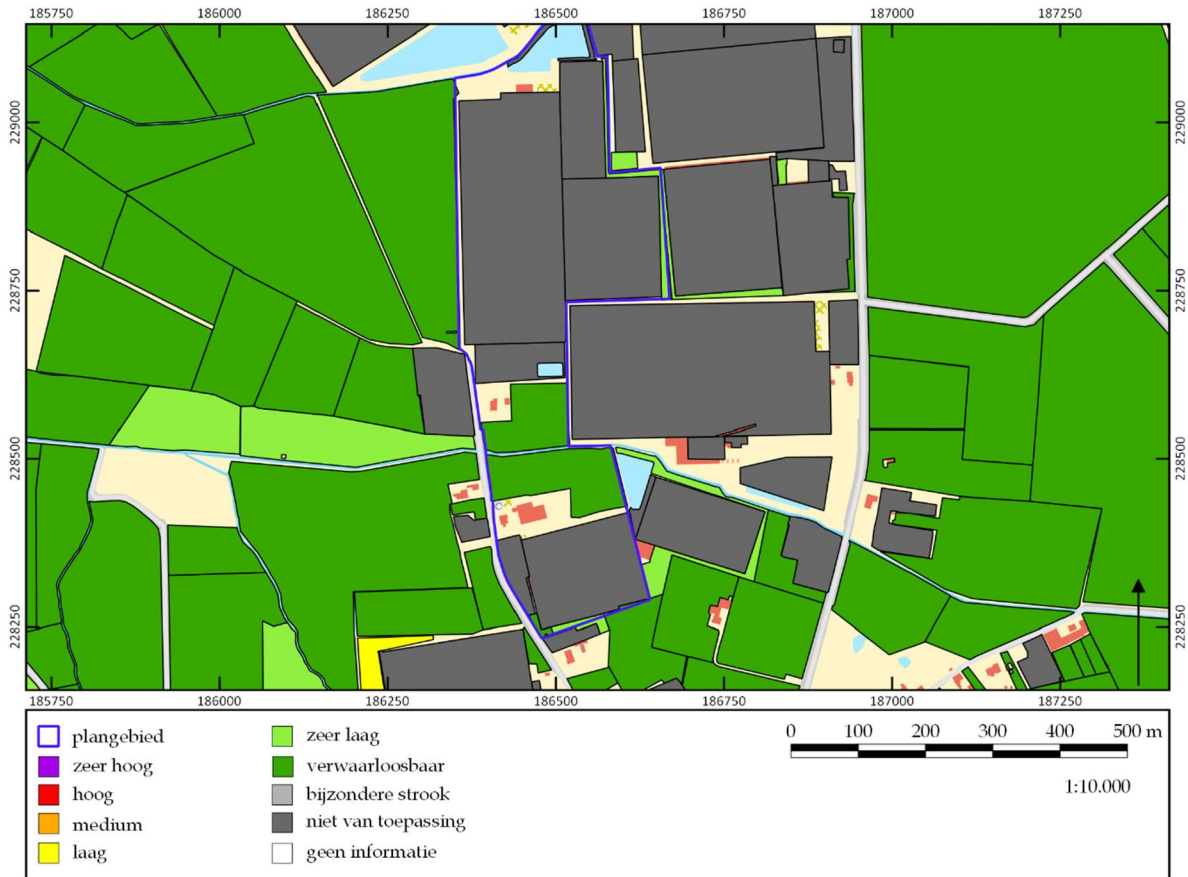 185750 186000 186250 186500 186750 187000 187250
229000 229000
228750 228750
228500 228500
228250 228250
185750 186000 186250 186500 186750 187000 187250
plangebied
zeer hoog
hoog
medium
laag
zeer laag
verwaarloosbaar
bijzondere strook
niet van toepassing
geen informatie
0 100 200 300 400 500 m
1:10.000